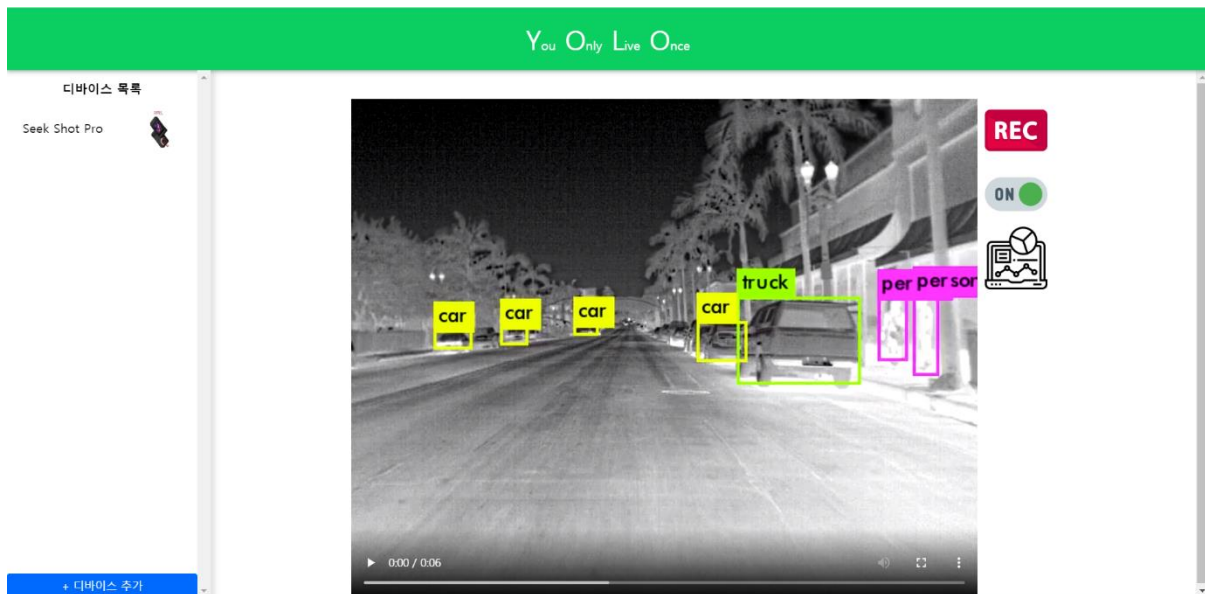 You Only Live Once
디바이스 목록
Seek Shot Pro
REC
ON
truck
per
person
car
car
car
car
0:00 / 0:06
+ 디바이스 추가